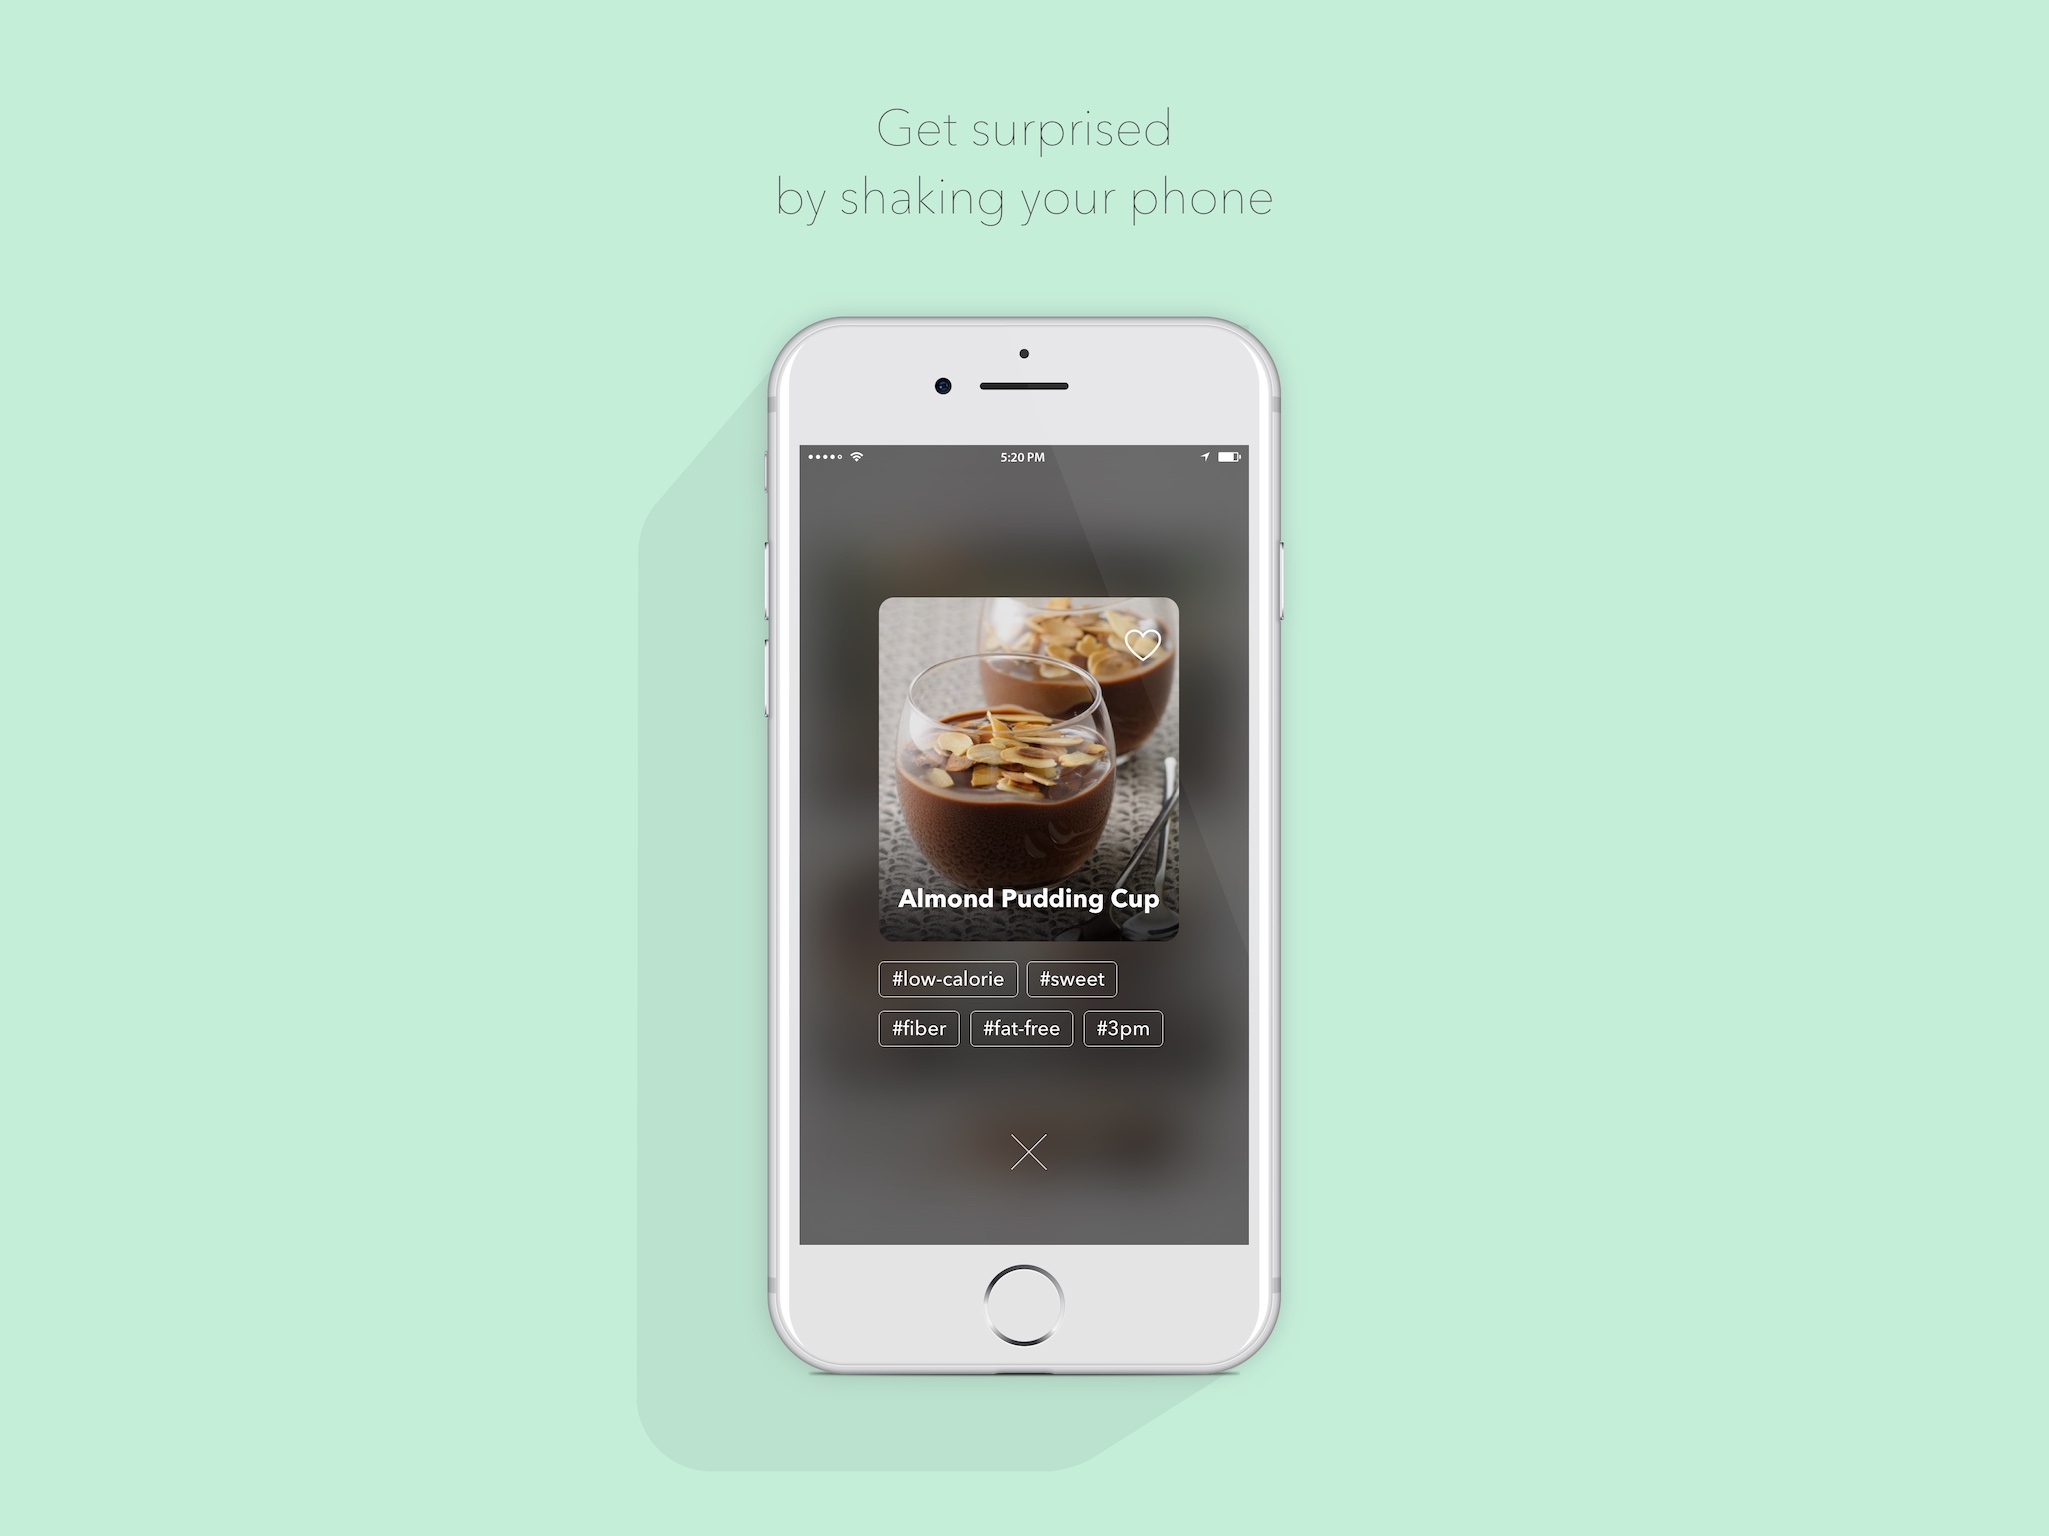 Get surprised
by shaking your phone
5:20 PM
Almond Pudding Cup
#low-calorie #sweet
#fiber #fat-free #3pm